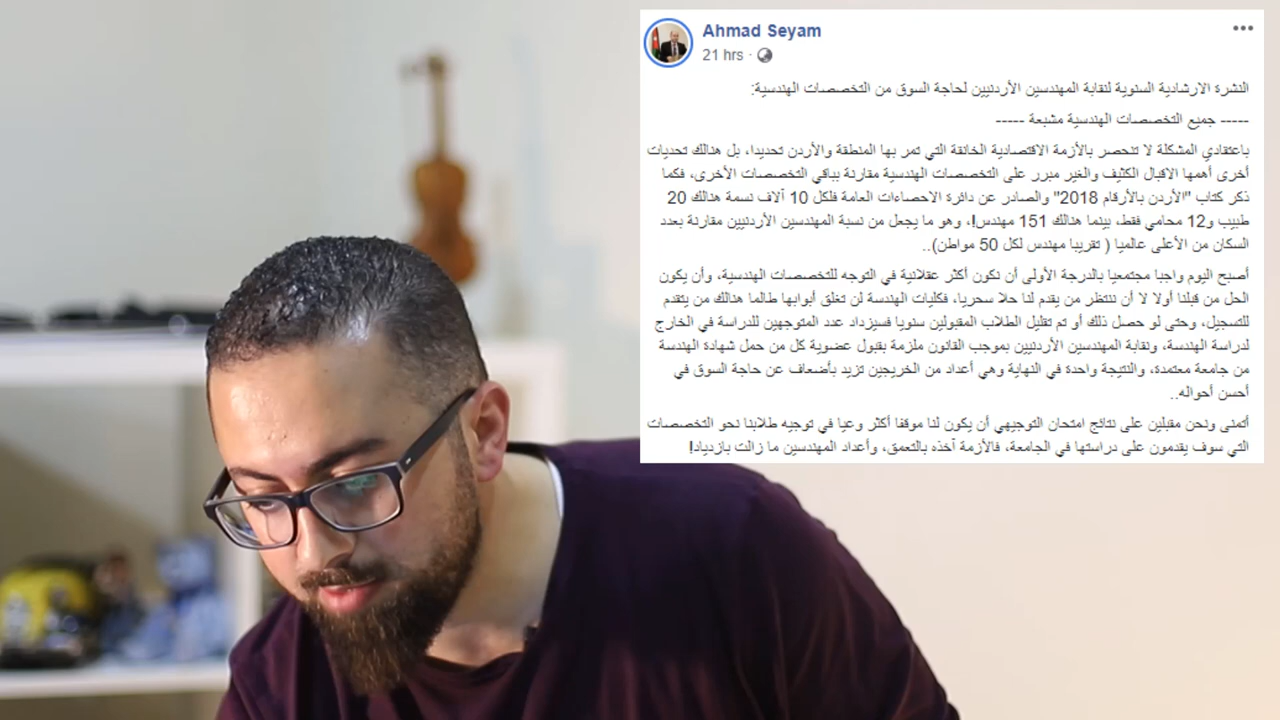 Ahmad Seyam
21 hrs ·
النشرة الارشادية السنوية لنقابة المهندسين الأردنيين لحاجة السوق من التخصصات الهندسية:
----- جميع التخصصات الهندسية مشبعة -----
باعتقادي المشكلة لا تنحصر بالأزمة الاقتصادية الخانقة التي تمر بها المنطقة والأردن تحديدا، بل هنالك تحديات
أخرى أهمها الاقبال الكثيف والغير مبرر على التخصصات الهندسية مقارنة بباقي التخصصات الأخرى، فكما
ذكر كتاب "الأردن بالأرقام 2018" والصادر عن دائرة الاحصاءات العامة فلكل 10 آلاف نسمة هنالك 20
طبيب و12 محامي فقط، بينما هنالك 151 مهندس!، وهو ما يجعل من نسبة المهندسين الأردنيين مقارنة بعدد
السكان من الأعلى عالميا ( تقريبا مهندس لكل 50 مواطن)..
أصبح اليوم واجبا مجتمعيا بالدرجة الأولى أن نكون أكثر عقلانية في التوجه للتخصصات الهندسية، وأن يكون
الحل من قبلنا أولا لا أن ننتظر من يقدم لنا حلا سحريا، فكليات الهندسة لن تغلق أبوابها طالما هنالك من يتقدم
للتسجيل، وحتى لو حصل ذلك أو تم تقليل الطلاب المقبولين سنويا فسيزداد عدد المتوجهين للدراسة في الخارج
لدراسة الهندسة، ونقابة المهندسين الأردنيين بموجب القانون ملزمة بقبول عضوية كل من حمل شهادة الهندسة
من جامعة معتمدة، والنتيجة واحدة في النهاية وهي أعداد من الخريجين تزيد بأضعاف عن حاجة السوق في
أحسن أحواله..
أتمنى ونحن مقبلين على نتائج امتحان التوجيهي أن يكون لنا موقفا أكثر وعيا في توجيه طلابنا نحو التخصصات
التي سوف يقدمون على دراستها في الجامعة، فالأزمة آخذه بالتعمق، وأعداد المهندسين ما زالت بازدياد!